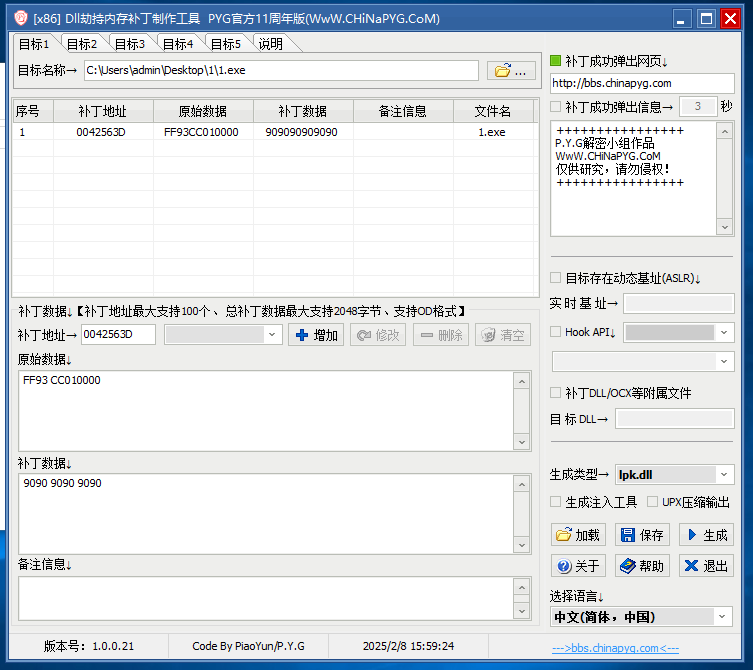 [x86] Dll劫持内存补丁制作工具 PYG官方11周年版(WwW.CHiNaPYG.CoM)
目标1 目标2 目标3 目标4 目标5 说明
目标名称→ C:\Users\admin\Desktop\1\1.exe ...
序号 补丁地址 原始数据 补丁数据 备注信息 文件名
1 0042563D FF93CC010000 909090909090 1.exe
补丁数据↓【补丁地址最大支持100个、总补丁数据最大支持2048字节、支持OD格式】
补丁地址→ 0042563D 增加 修改 删除 清空
原始数据↓
FF93 CC010000
补丁数据↓
9090 9090 9090
备注信息↓
补丁成功弹出网页↓
http://bbs.chinapyg.com
补丁成功弹出信息→ 3 秒
++++++++++++++++
P.Y.G解密小组作品
WwW.CHiNaPYG.CoM
仅供研究，请勿侵权！
++++++++++++++++
目标存在动态基址(ASLR)↓
实时基址→
Hook API↓
补丁DLL/OCX等附属文件
目标DLL→
生成类型→ lpk.dll
生成注入工具 UPX压缩输出
加载 保存 生成
关于 帮助 退出
选择语言↓
中文(简体，中国)
版本号：1.0.0.21 Code By PiaoYun/P.Y.G 2025/2/8 15:59:24 --->bbs.chinapyg.com<---